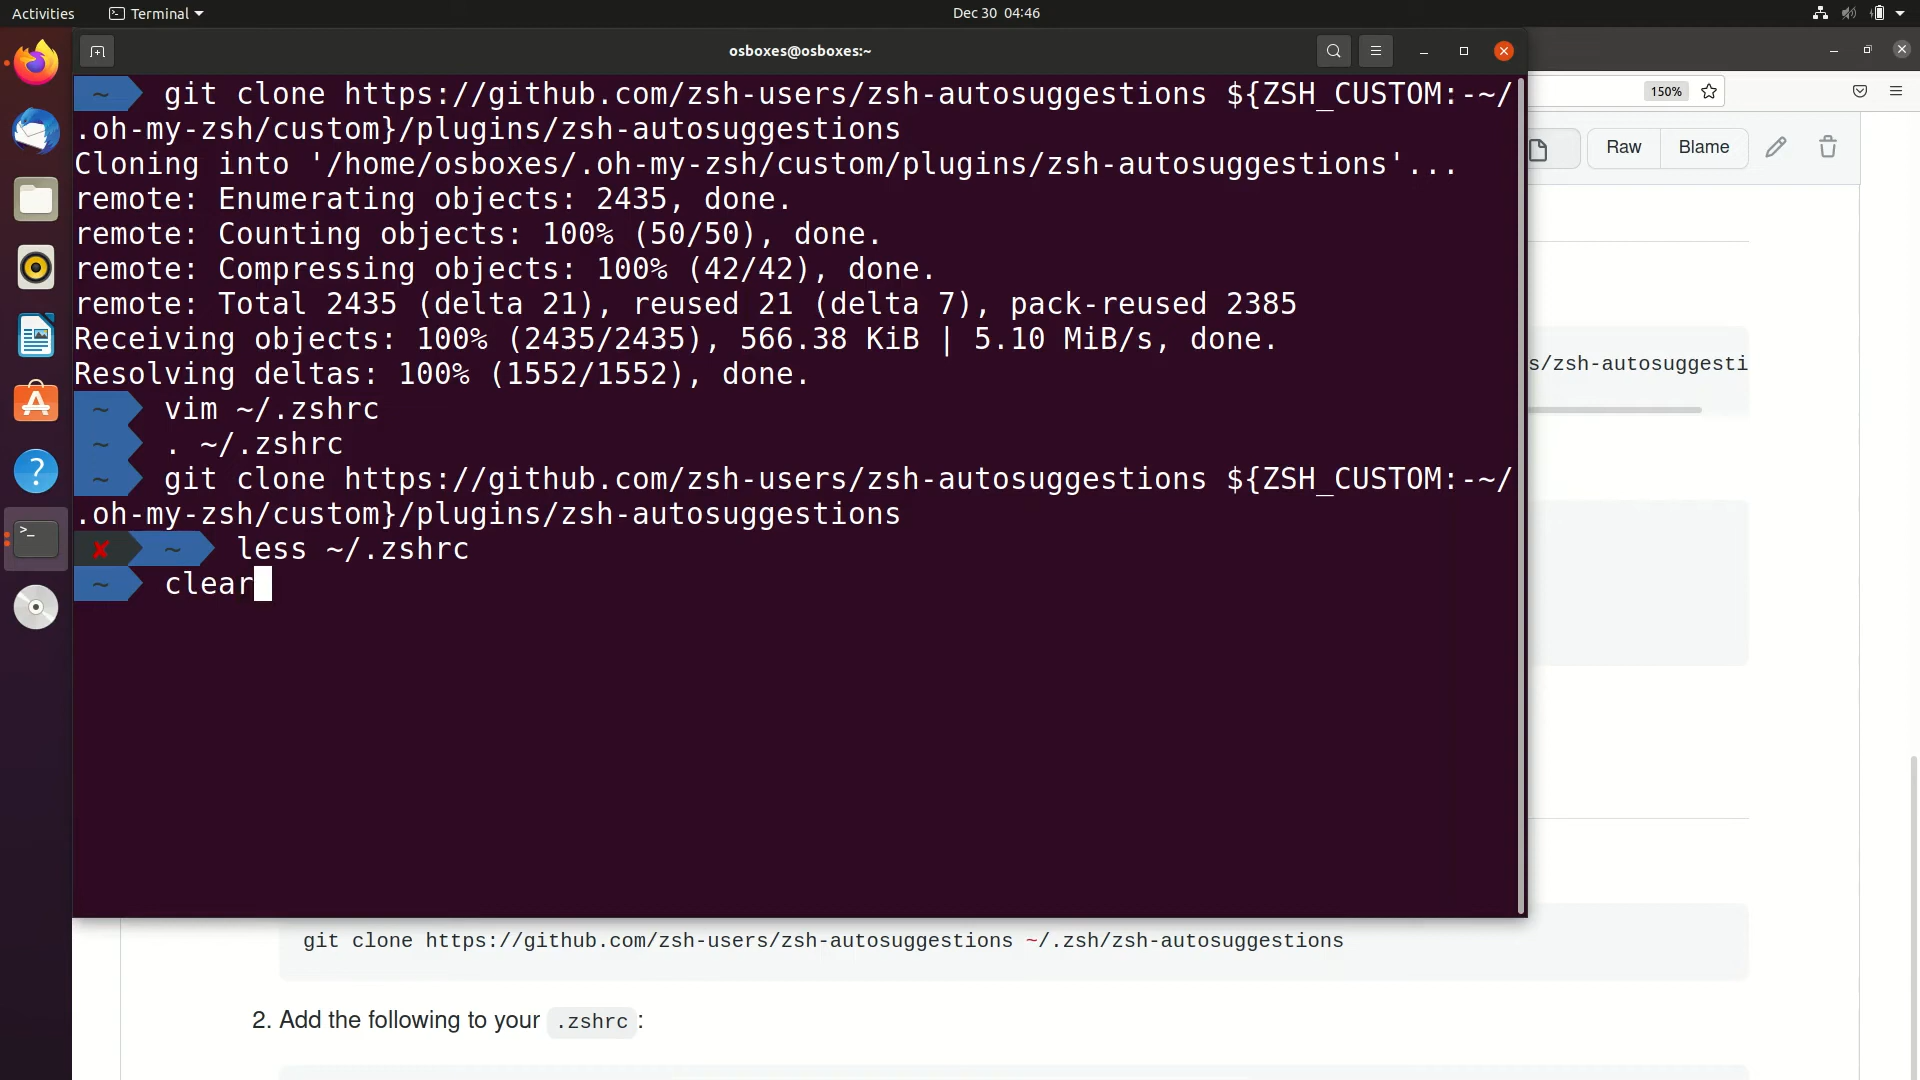 Activities
Terminal
Dec 30 04:46
osboxes@osboxes:~
~ git clone https://github.com/zsh-users/zsh-autosuggestions ${ZSH_CUSTOM:-~/
.oh-my-zsh/custom}/plugins/zsh-autosuggestions
Cloning into '/home/osboxes/.oh-my-zsh/custom/plugins/zsh-autosuggestions'...
remote: Enumerating objects: 2435, done.
remote: Counting objects: 100% (50/50), done.
remote: Compressing objects: 100% (42/42), done.
remote: Total 2435 (delta 21), reused 21 (delta 7), pack-reused 2385
Receiving objects: 100% (2435/2435), 566.38 KiB | 5.10 MiB/s, done.
Resolving deltas: 100% (1552/1552), done.
~ vim ~/.zshrc
~ . ~/.zshrc
~ git clone https://github.com/zsh-users/zsh-autosuggestions ${ZSH_CUSTOM:-~/
.oh-my-zsh/custom}/plugins/zsh-autosuggestions
✘ ~ less ~/.zshrc
~ clear
150%
Raw
Blame
s/zsh-autosuggesti
git clone https://github.com/zsh-users/zsh-autosuggestions ~/.zsh/zsh-autosuggestions
2. Add the following to your .zshrc :